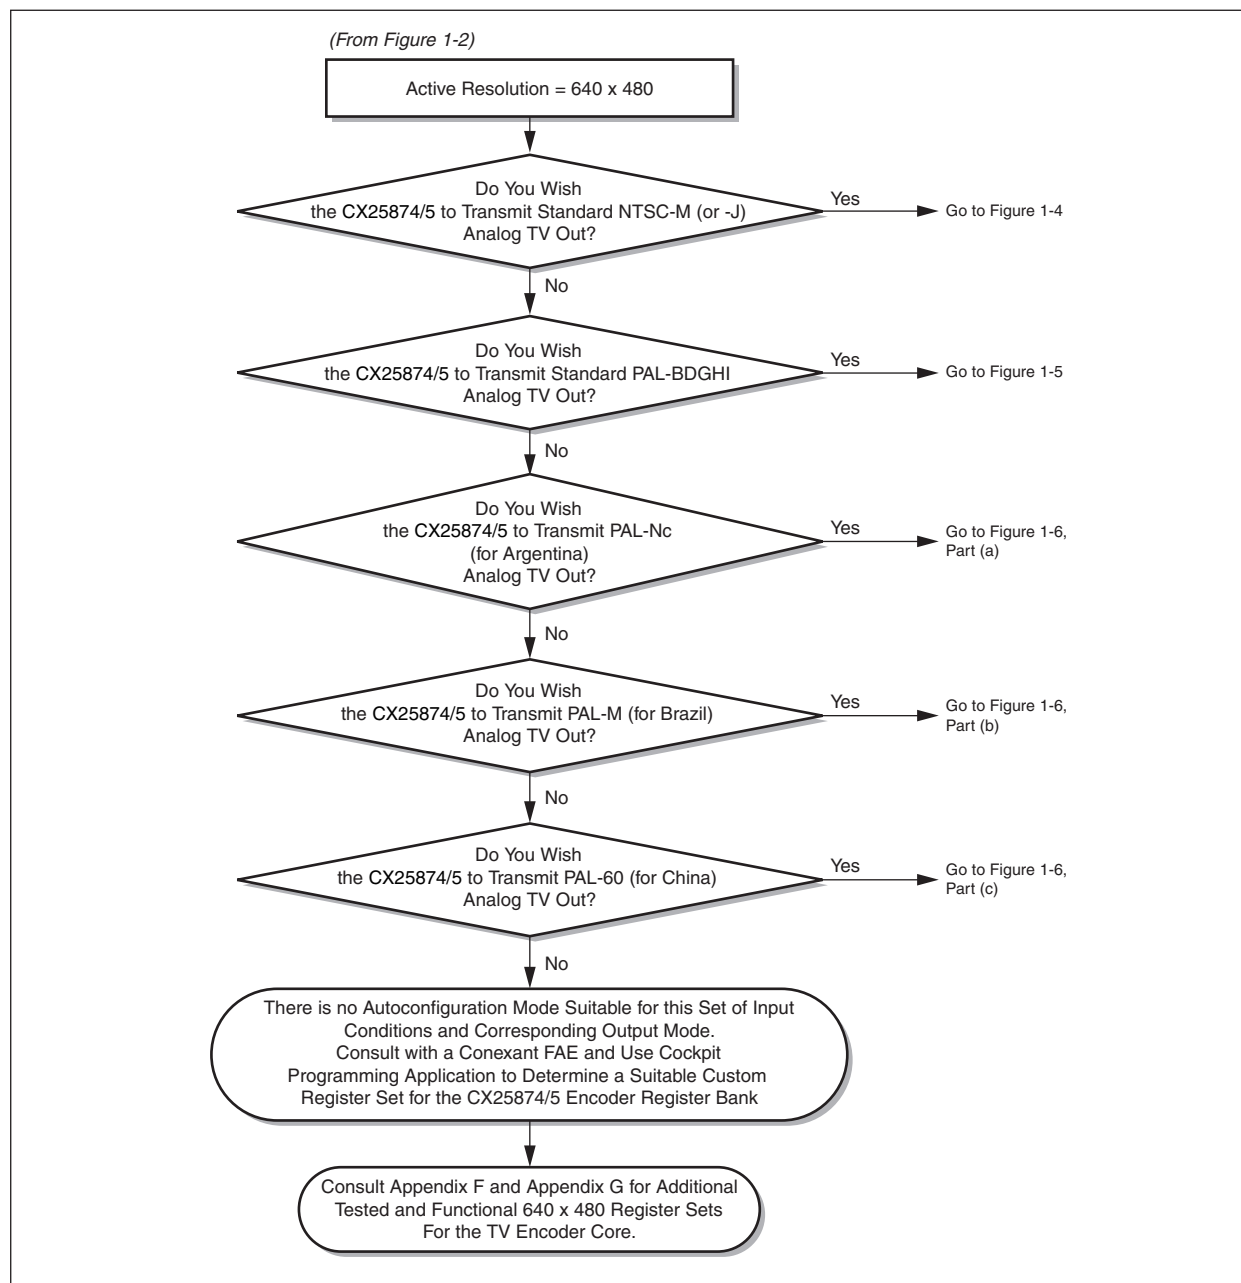 (From Figure 1-2)
Active Resolution = 640 x 480
Do You Wish
the CX25874/5 to Transmit Standard NTSC-M (or -J)
Analog TV Out?
Yes
Go to Figure 1-4
No
Do You Wish
the CX25874/5 to Transmit Standard PAL-BDGHI
Analog TV Out?
Yes
Go to Figure 1-5
No
Do You Wish
the CX25874/5 to Transmit PAL-Nc
(for Argentina)
Analog TV Out?
Yes
Go to Figure 1-6,
Part (a)
No
Do You Wish
the CX25874/5 to Transmit PAL-M (for Brazil)
Analog TV Out?
Yes
Go to Figure 1-6,
Part (b)
No
Do You Wish
the CX25874/5 to Transmit PAL-60 (for China)
Analog TV Out?
Yes
Go to Figure 1-6,
Part (c)
No
There is no Autoconfiguration Mode Suitable for this Set of Input
Conditions and Corresponding Output Mode.
Consult with a Conexant FAE and Use Cockpit
Programming Application to Determine a Suitable Custom
Register Set for the CX25874/5 Encoder Register Bank
Consult Appendix F and Appendix G for Additional
Tested and Functional 640 x 480 Register Sets
For the TV Encoder Core.